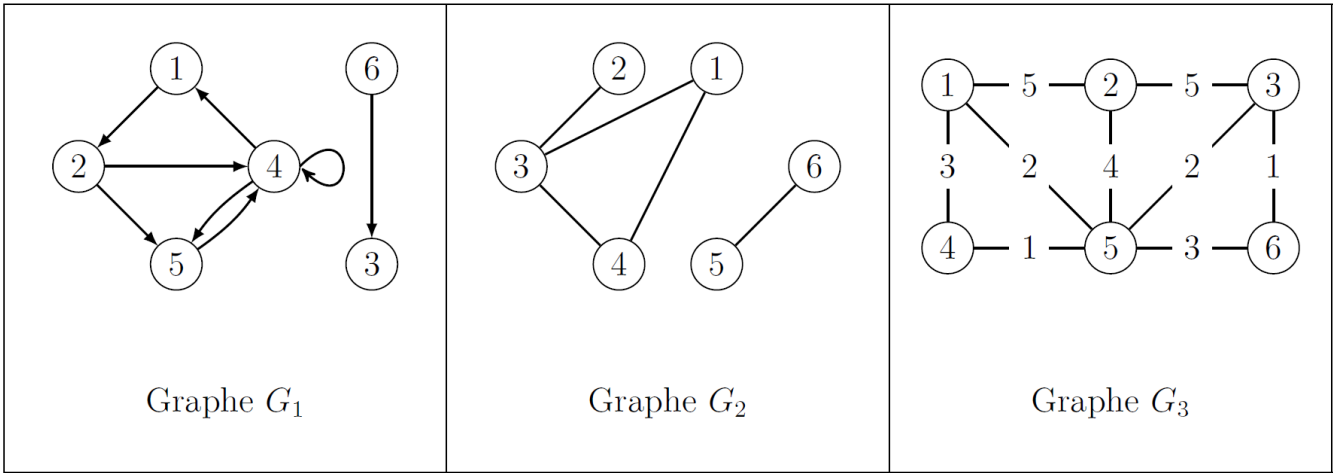 1 6
2 4
5 3
Graphe G₁
2 1
3 6
4 5
Graphe G₂
1 5 2 5 3
3 2 4 2 1
4 1 5 3 6
Graphe G₃